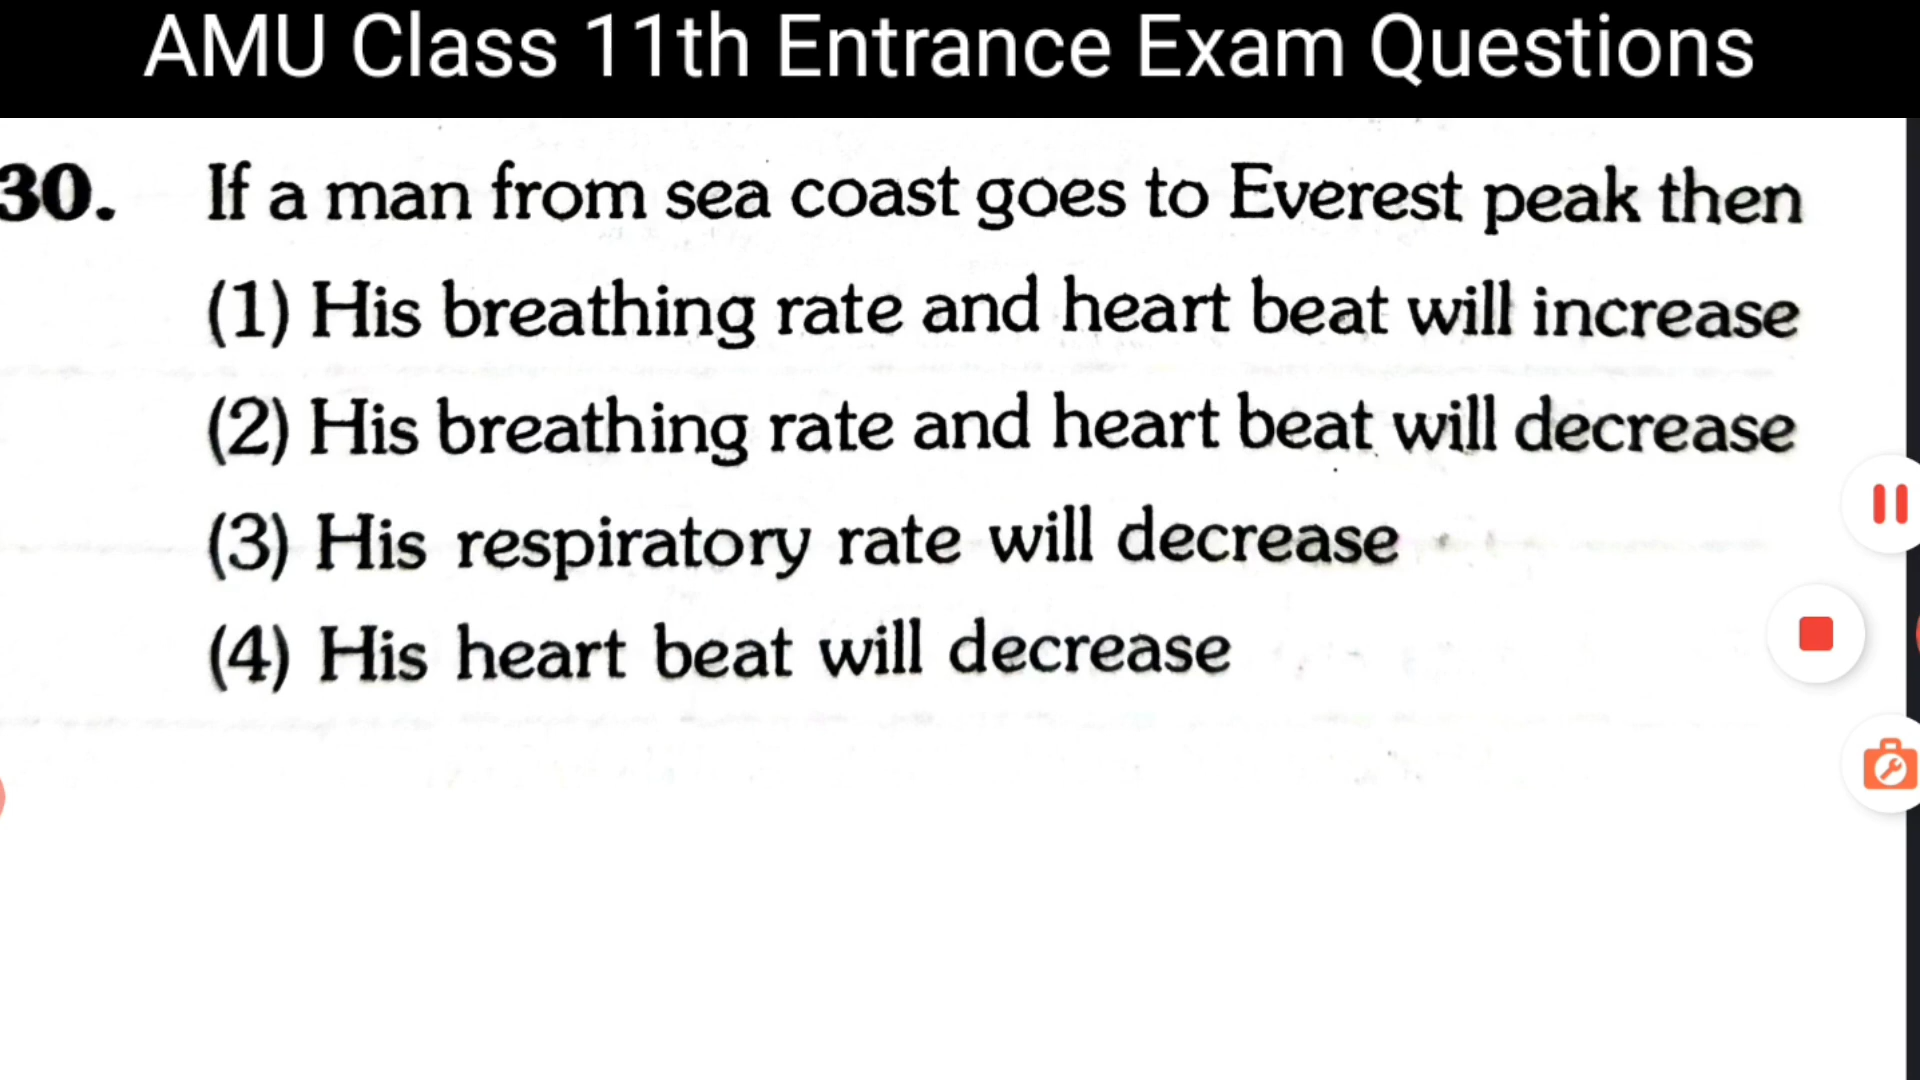 AMU Class 11th Entrance Exam Questions
30. If a man from sea coast goes to Everest peak then
(1) His breathing rate and heart beat will increase
(2) His breathing rate and heart beat will decrease
(3) His respiratory rate will decrease
(4) His heart beat will decrease